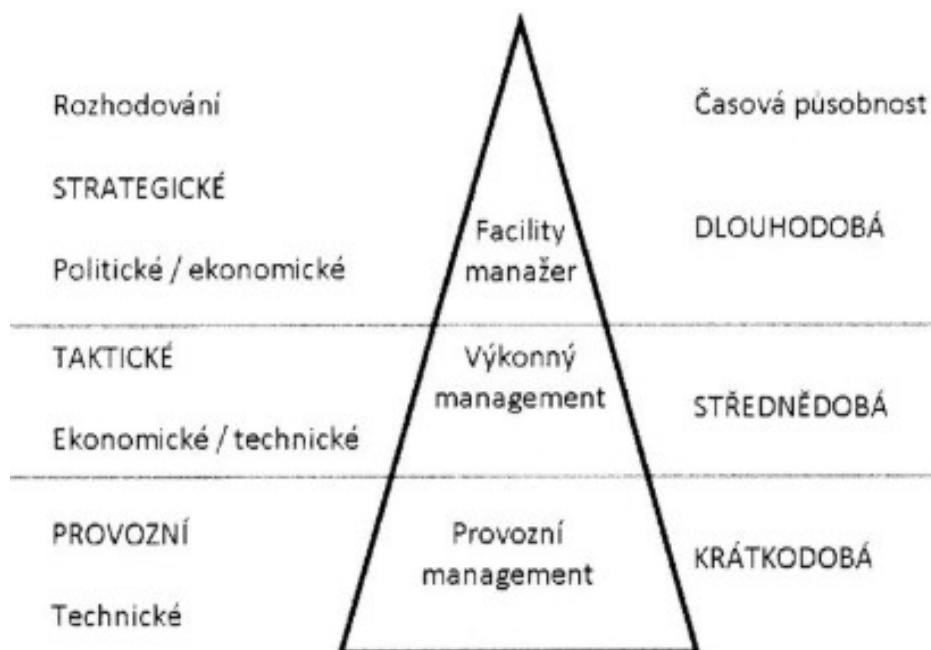 Rozhodování
Časová působnost
STRATEGICKÉ
Facility
manažer
DLOUHODOBÁ
Politické / ekonomické
TAKTICKÉ
Výkonný
management
STŘEDNĚDOBÁ
Ekonomické / technické
PROVOZNÍ
Provozní
management
KRÁTKODOBÁ
Technické